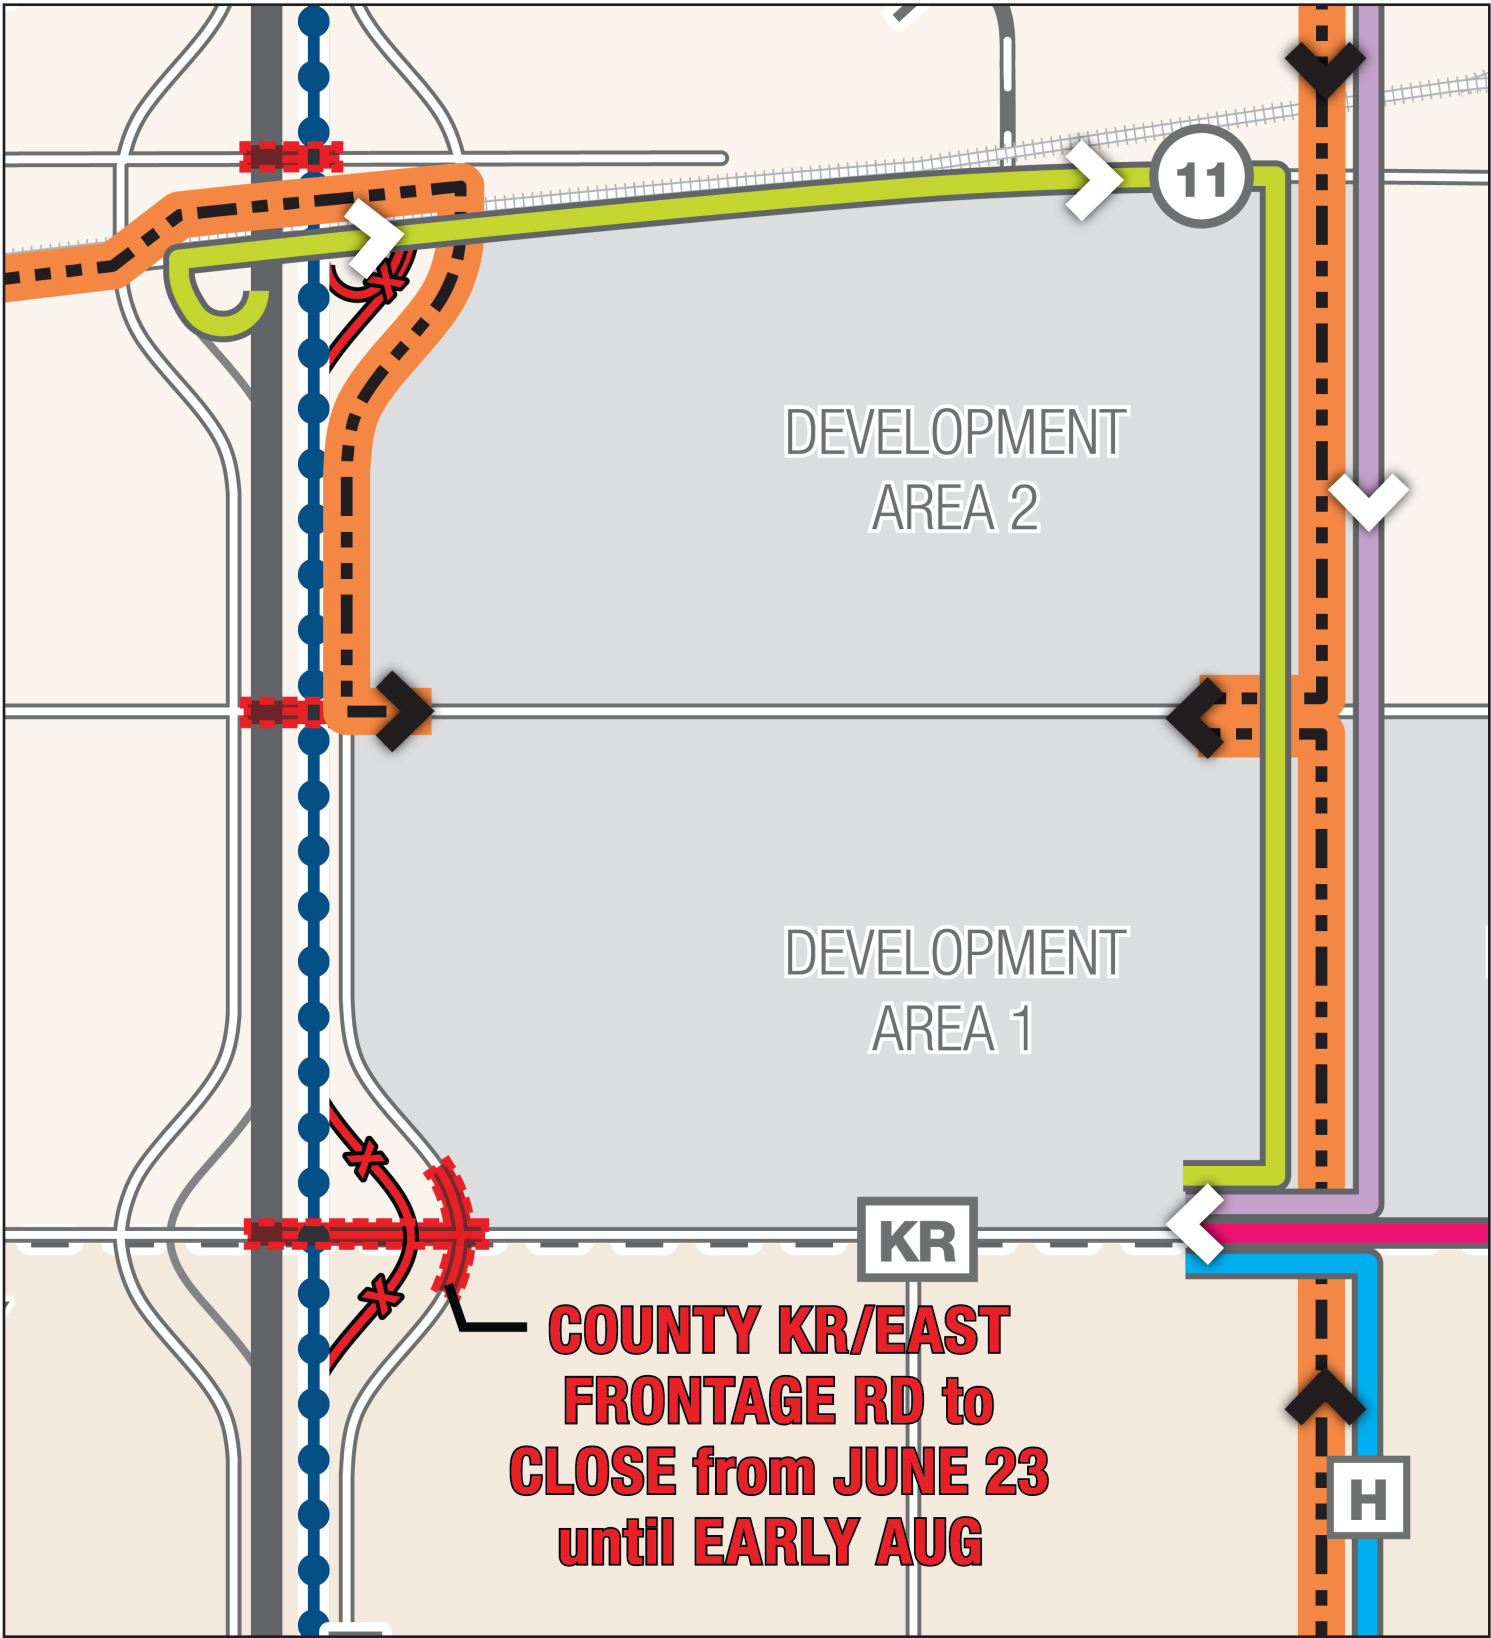 11
DEVELOPMENT
AREA 2
DEVELOPMENT
AREA 1
KR
COUNTY KR/EAST
FRONTAGE RD to
CLOSE from JUNE 23
until EARLY AUG
H